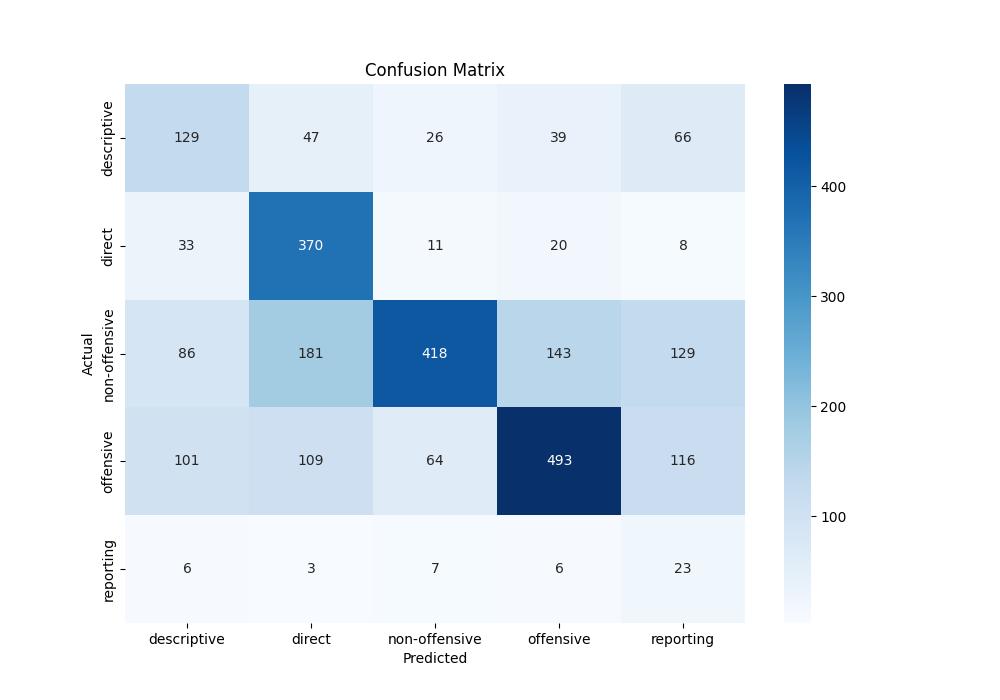 Confusion Matrix
Actual
descriptive
129 47 26 39 66
direct
33 370 11 20 8
non-offensive
86 181 418 143 129
offensive
101 109 64 493 116
reporting
6 3 7 6 23
descriptive direct non-offensive offensive reporting
Predicted
400
300
200
100